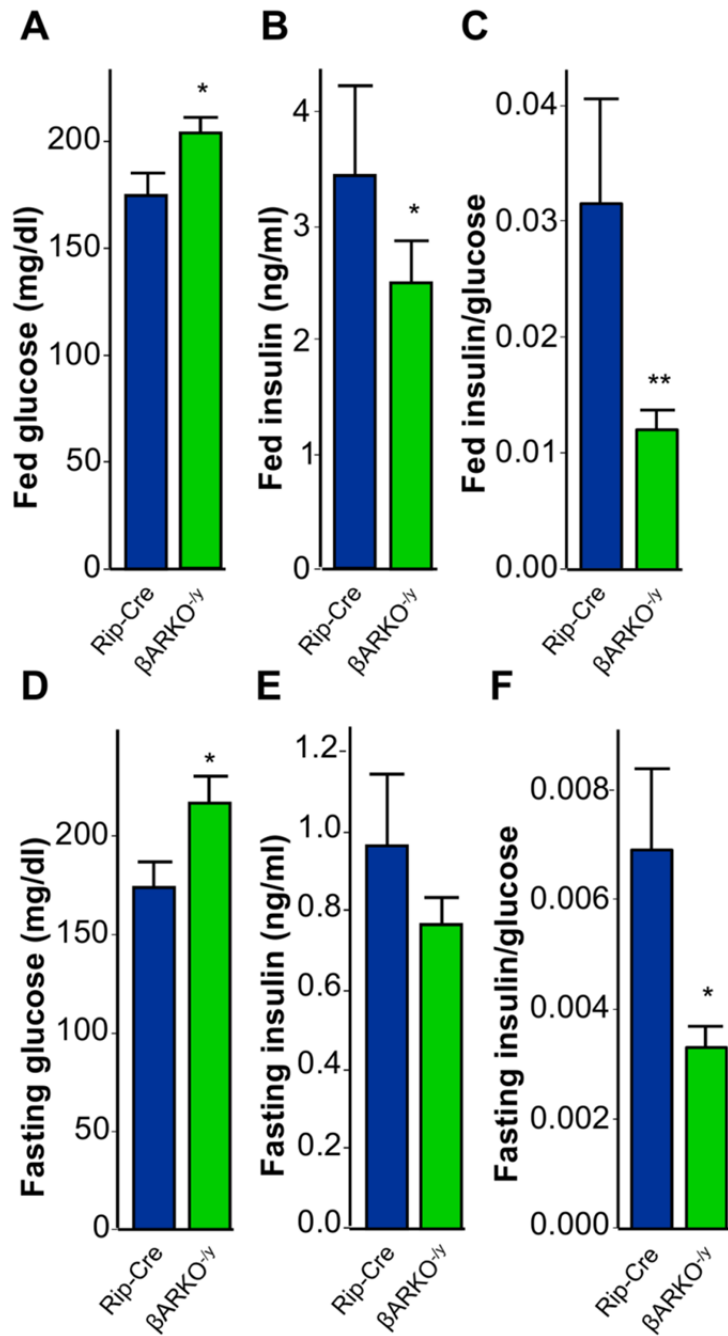 A
Fed glucose (mg/dl)
200
150
100
50
0
*
Rip-Cre
βARKO-/y
B
Fed insulin (ng/ml)
4
3
2
1
0
*
Rip-Cre
βARKO-/y
C
Fed insulin/glucose
0.04
0.03
0.02
0.01
0.00
**
Rip-Cre
βARKO-/y
D
Fasting glucose (mg/dl)
200
150
100
50
0
*
Rip-Cre
βARKO-/y
E
Fasting insulin (ng/ml)
1.2
1.0
0.8
0.6
0.4
0.2
0.0
Rip-Cre
βARKO-/y
F
Fasting insulin/glucose
0.008
0.006
0.004
0.002
0.000
*
Rip-Cre
βARKO-/y